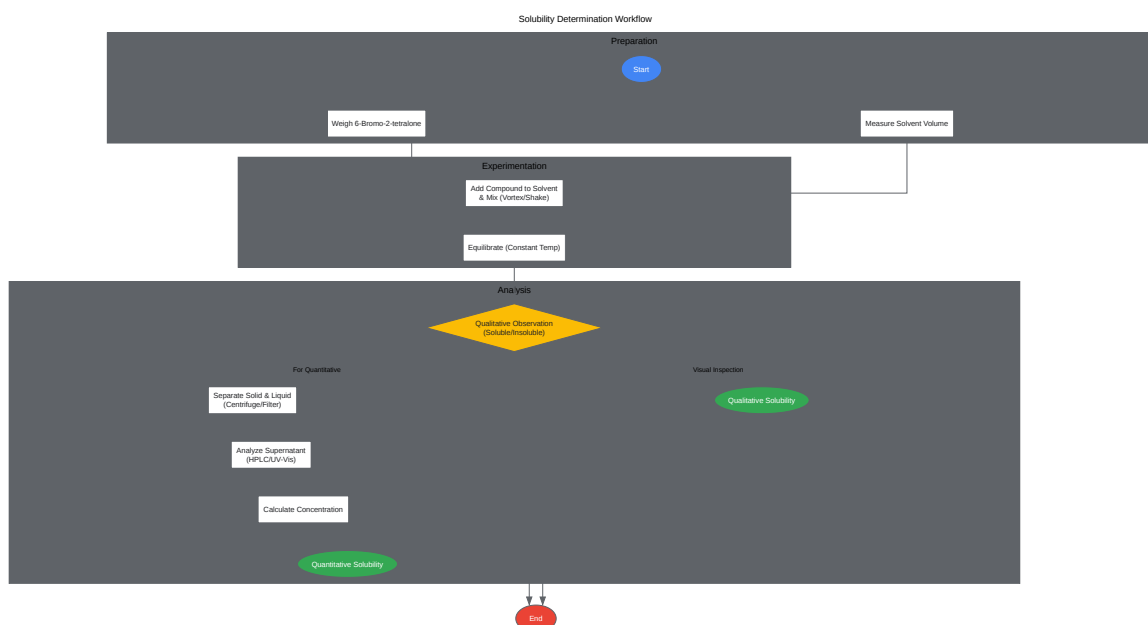 Solubility Determination Workflow
Preparation
Start
Weigh 6-Bromo-2-tetralone
Measure Solvent Volume
Experimentation
Add Compound to Solvent
& Mix (Vortex/Shake)
Equilibrate (Constant Temp)
Analysis
Qualitative Observation
(Soluble/Insoluble)
For Quantitative
Visual Inspection
Separate Solid & Liquid
(Centrifuge/Filter)
Qualitative Solubility
Analyze Supernatant
(HPLC/UV-Vis)
Calculate Concentration
Quantitative Solubility
End